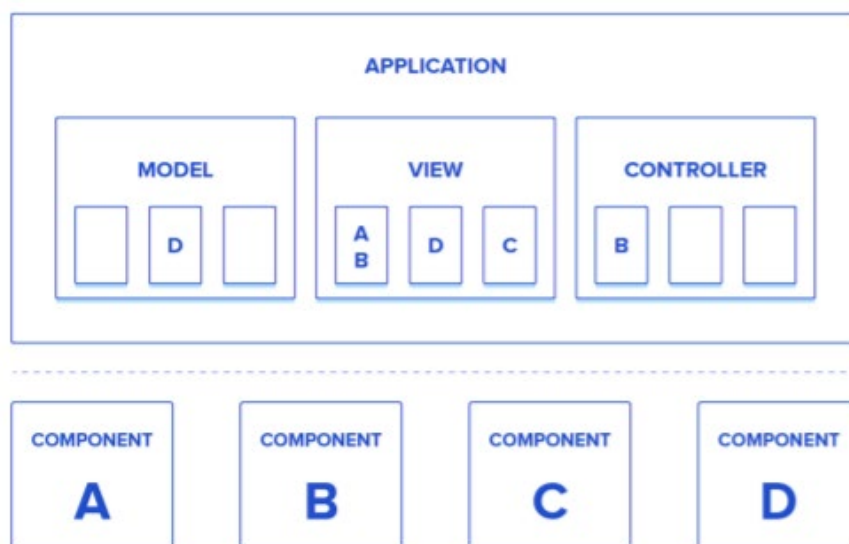 APPLICATION
MODEL VIEW CONTROLLER
D A B D C B
COMPONENT COMPONENT COMPONENT COMPONENT
A B C D